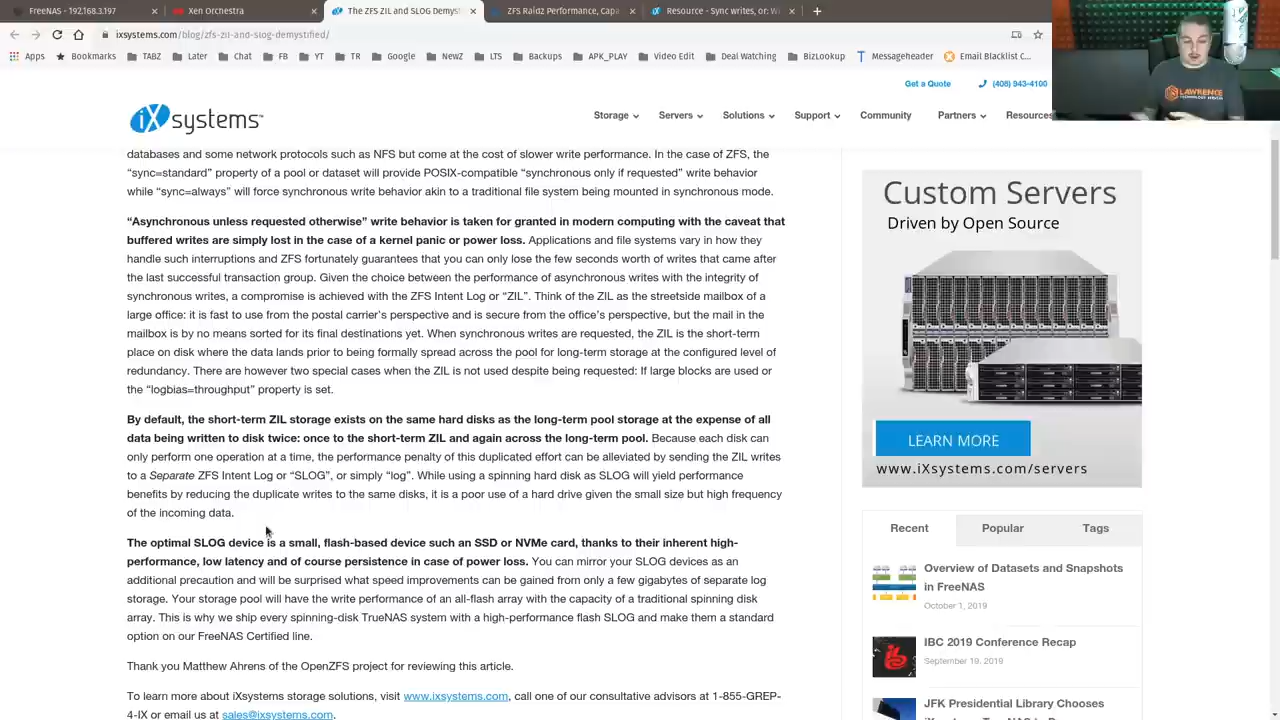 FreeNAS - 192.168.3.197
Xen Orchestra
The ZFS ZIL and SLOG Demys
ZFS Raidz Performance, Capa
Resource - Sync writes, or: W
ixsystems.com/blog/zfs-zil-and-slog-demystified/
Apps
Bookmarks
TABZ
Later
Chat
FB
YT
TR
Google
NewZ
LTS
Backups
APK_PLAY
Video Edit
Deal Watching
BizLookup
Messageheader
Email Blacklist C...
Get a Quote
(408) 943-4100
iXsystems
Storage
Servers
Solutions
Support
Community
Partners
Resources
LAWRENCE
databases and some network protocols such as NFS but come at the cost of slower write performance. In the case of ZFS, the
“sync=standard” property of a pool or dataset will provide POSIX-compatible “synchronous only if requested” write behavior
while “sync=always” will force synchronous write behavior akin to a traditional file system being mounted in synchronous mode.
“Asynchronous unless requested otherwise” write behavior is taken for granted in modern computing with the caveat that
buffered writes are simply lost in the case of a kernel panic or power loss. Applications and file systems vary in how they
handle such interruptions and ZFS fortunately guarantees that you can only lose the few seconds worth of writes that came after
the last successful transaction group. Given the choice between the performance of asynchronous writes with the integrity of
synchronous writes, a compromise is achieved with the ZFS Intent Log or “ZIL”. Think of the ZIL as the streetside mailbox of a
large office: it is fast to use from the postal carrier’s perspective and is secure from the office’s perspective, but the mail in the
mailbox is by no means sorted for its final destinations yet. When synchronous writes are requested, the ZIL is the short-term
place on disk where the data lands prior to being formally spread across the pool for long-term storage at the configured level of
redundancy. There are however two special cases when the ZIL is not used despite being requested: If large blocks are used or
the “logbias=throughput” property is set.
By default, the short-term ZIL storage exists on the same hard disks as the long-term pool storage at the expense of all
data being written to disk twice: once to the short-term ZIL and again across the long-term pool. Because each disk can
only perform one operation at a time, the performance penalty of this duplicated effort can be alleviated by sending the ZIL writes
to a Separate ZFS Intent Log or “SLOG”, or simply “log”. While using a spinning hard disk as SLOG will yield performance
benefits by reducing the duplicate writes to the same disks, it is a poor use of a hard drive given the small size but high frequency
of the incoming data.
The optimal SLOG device is a small, flash-based device such an SSD or NVMe card, thanks to their inherent high-
performance, low latency and of course persistence in case of power loss. You can mirror your SLOG devices as an
additional precaution and will be surprised what speed improvements can be gained from only a few gigabytes of separate log
storage. Your storage pool will have the write performance of an all-flash array with the capacity of a traditional spinning disk
array. This is why we ship every spinning-disk TrueNAS system with a high-performance flash SLOG and make them a standard
option on our FreeNAS Certified line.
Thank you Matthew Ahrens of the OpenZFS project for reviewing this article.
To learn more about iXsystems storage solutions, visit www.ixsystems.com, call one of our consultative advisors at 1-855-GREP-
4-IX or email us at sales@ixsystems.com.
Custom Servers
Driven by Open Source
LEARN MORE
www.iXsystems.com/servers
Recent
Popular
Tags
Overview of Datasets and Snapshots
in FreeNAS
October 1, 2019
IBC 2019 Conference Recap
September 19, 2019
JFK Presidential Library Chooses